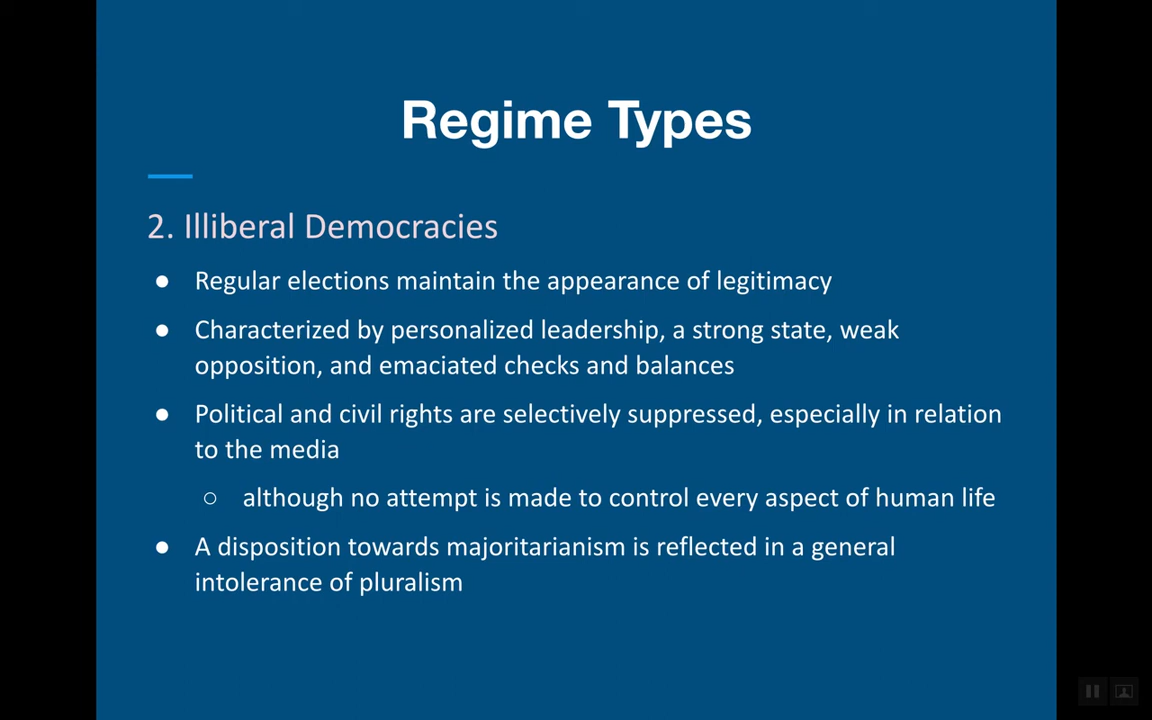 Regime Types
2. Illiberal Democracies
● Regular elections maintain the appearance of legitimacy
● Characterized by personalized leadership, a strong state, weak
opposition, and emaciated checks and balances
● Political and civil rights are selectively suppressed, especially in relation
to the media
○ although no attempt is made to control every aspect of human life
● A disposition towards majoritarianism is reflected in a general
intolerance of pluralism